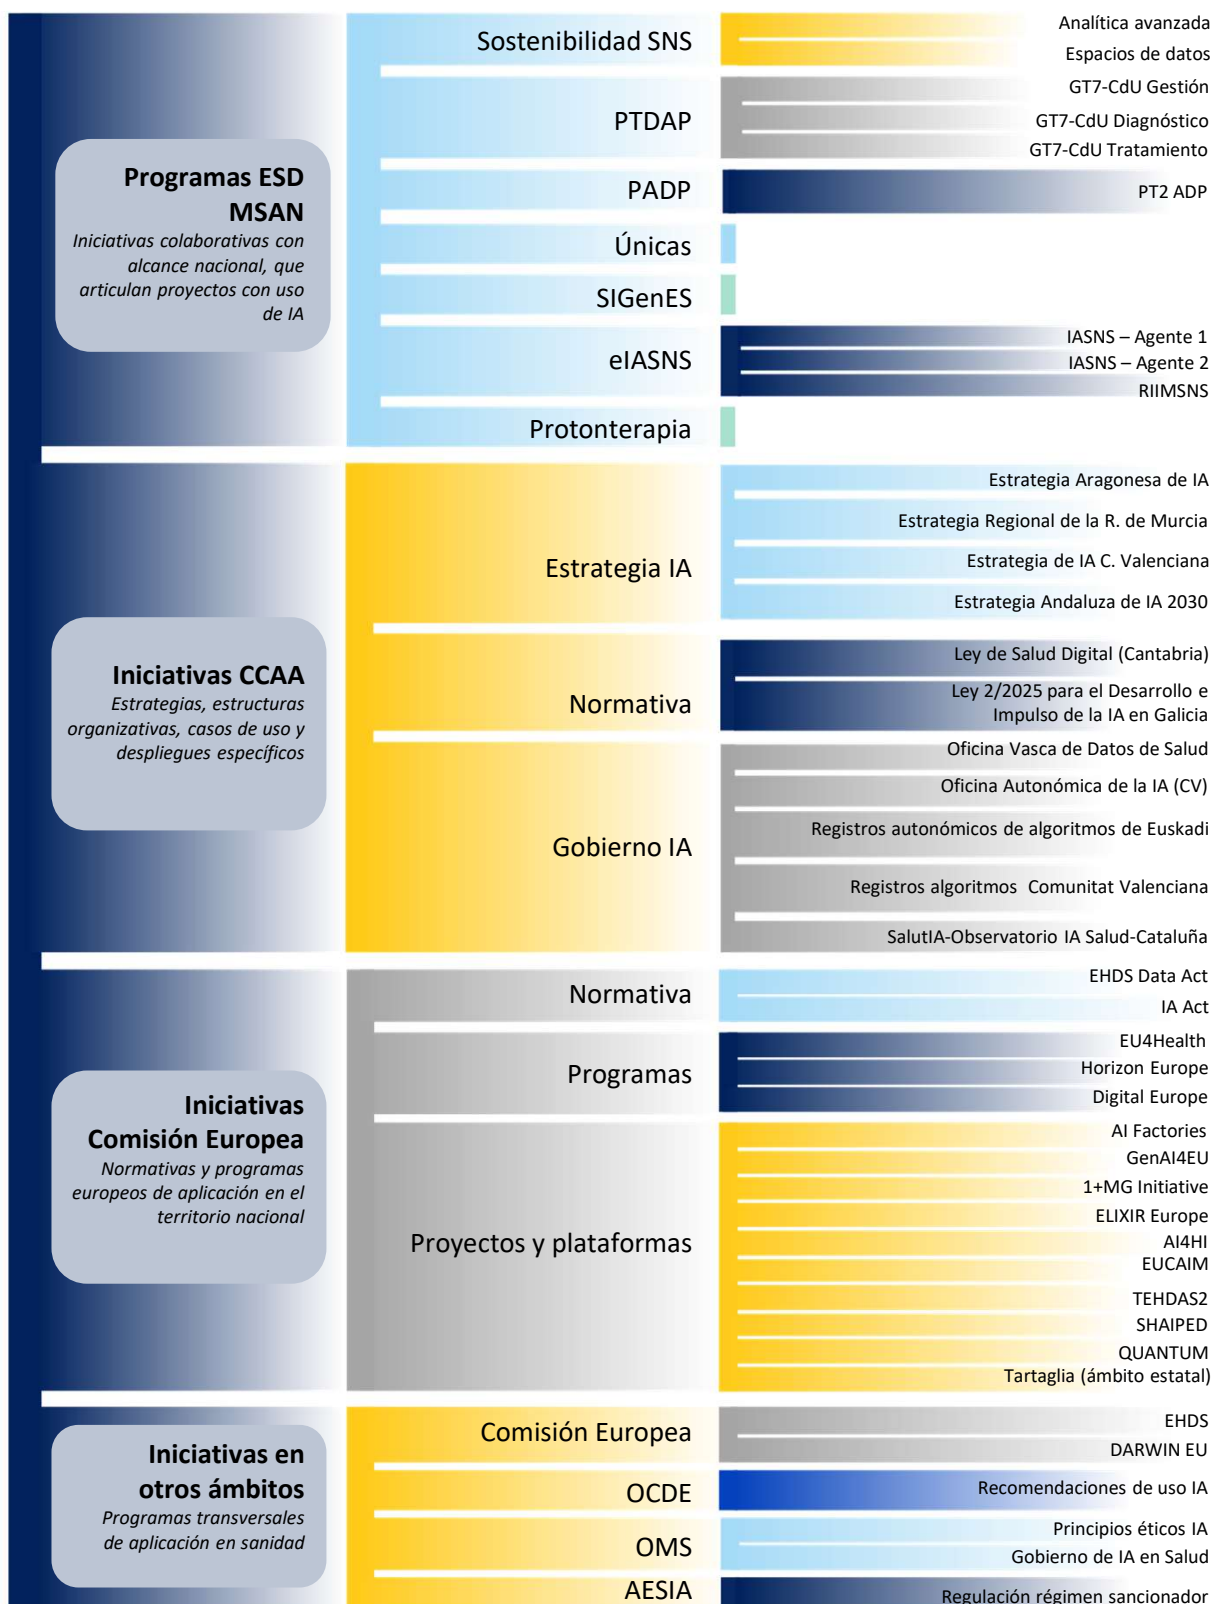 Programas ESD
MSAN
Iniciativas colaborativas con
alcance nacional, que
articulan proyectos con uso
de IA
Sostenibilidad SNS
Analítica avanzada
Espacios de datos
PTDAP
GT7-CdU Gestión
GT7-CdU Diagnóstico
GT7-CdU Tratamiento
PADP
PT2 ADP
Únicas
SIGenES
eIASNS
IASNS – Agente 1
IASNS – Agente 2
RIIMSNS
Protonterapia
Iniciativas CCAA
Estrategias, estructuras
organizativas, casos de uso y
despliegues específicos
Estrategia IA
Estrategia Aragonesa de IA
Estrategia Regional de la R. de Murcia
Estrategia de IA C. Valenciana
Estrategia Andaluza de IA 2030
Normativa
Ley de Salud Digital (Cantabria)
Ley 2/2025 para el Desarrollo e
Impulso de la IA en Galicia
Gobierno IA
Oficina Vasca de Datos de Salud
Oficina Autonómica de la IA (CV)
Registros autonómicos de algoritmos de Euskadi
Registros algoritmos Comunitat Valenciana
SalutIA-Observatorio IA Salud-Cataluña
Iniciativas
Comisión Europea
Normativas y programas
europeos de aplicación en el
territorio nacional
Normativa
EHDS Data Act
IA Act
Programas
EU4Health
Horizon Europe
Digital Europe
Proyectos y plataformas
AI Factories
GenAI4EU
1+MG Initiative
ELIXIR Europe
AI4HI
EUCAIM
TEHDAS2
SHAIPED
QUANTUM
Tartaglia (ámbito estatal)
Iniciativas en
otros ámbitos
Programas transversales
de aplicación en sanidad
Comisión Europea
EHDS
DARWIN EU
OCDE
Recomendaciones de uso IA
OMS
Principios éticos IA
Gobierno de IA en Salud
AESIA
Regulación régimen sancionador